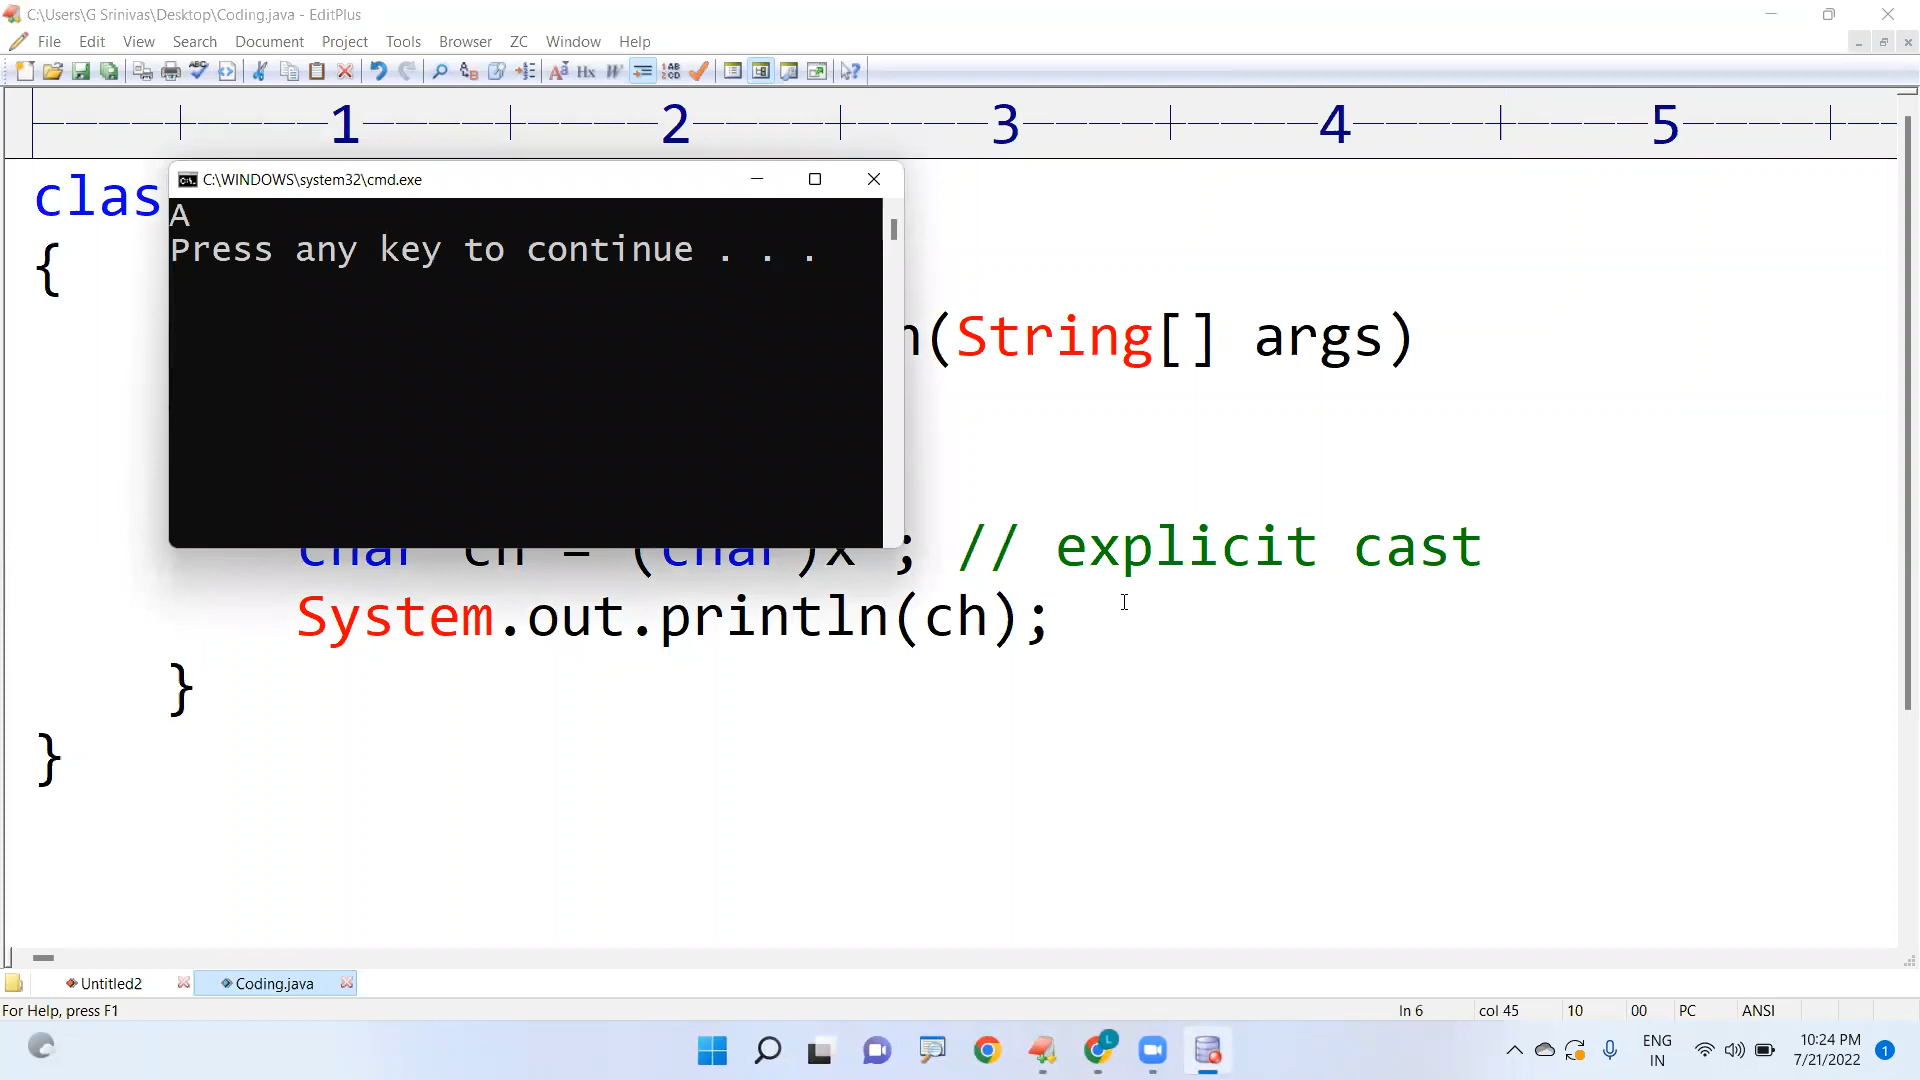 C:\Users\G Srinivas\Desktop\Coding.java - EditPlus
File Edit View Search Document Project Tools Browser ZC Window Help
1 2 3 4 5
C:\WINDOWS\system32\cmd.exe
A
Press any key to continue . . .
clas
{
(String[] args)
char ch = (char)x ; // explicit cast
System.out.println(ch);
}
}
Untitled2 Coding.java
For Help, press F1 ln 6 col 45 10 00 PC ANSI
ENG
IN
10:24 PM
7/21/2022
1